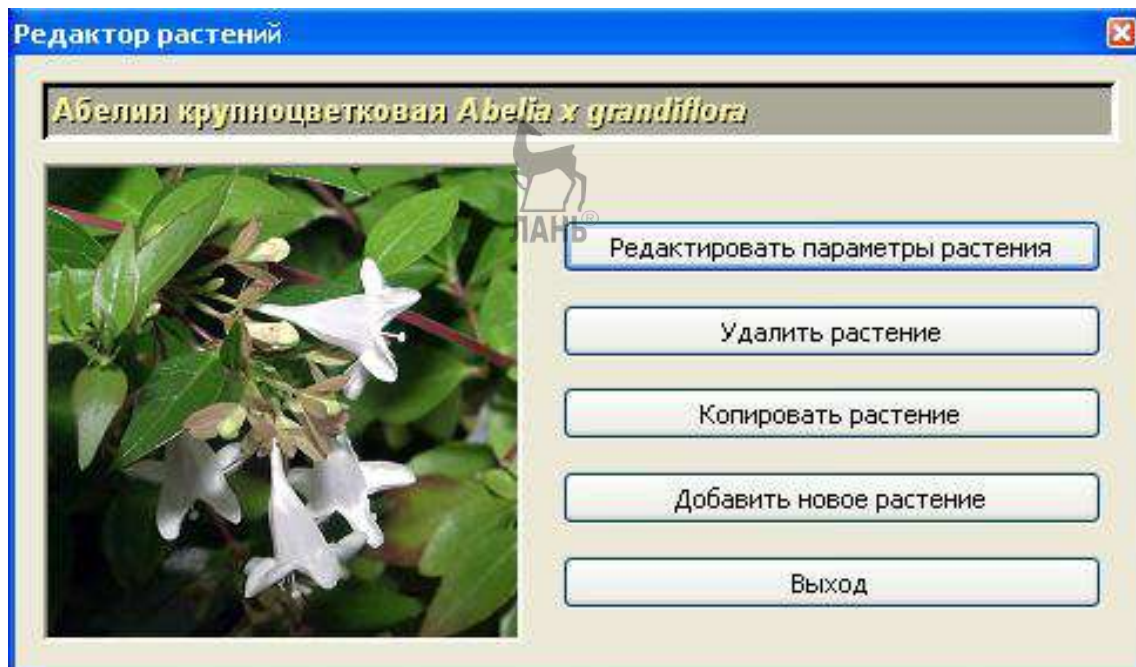 Редактор растений
Абелия крупноцветковая Abelia x grandiflora
ЛАНЬ®
Редактировать параметры растения
Удалить растение
Копировать растение
Добавить новое растение
Выход